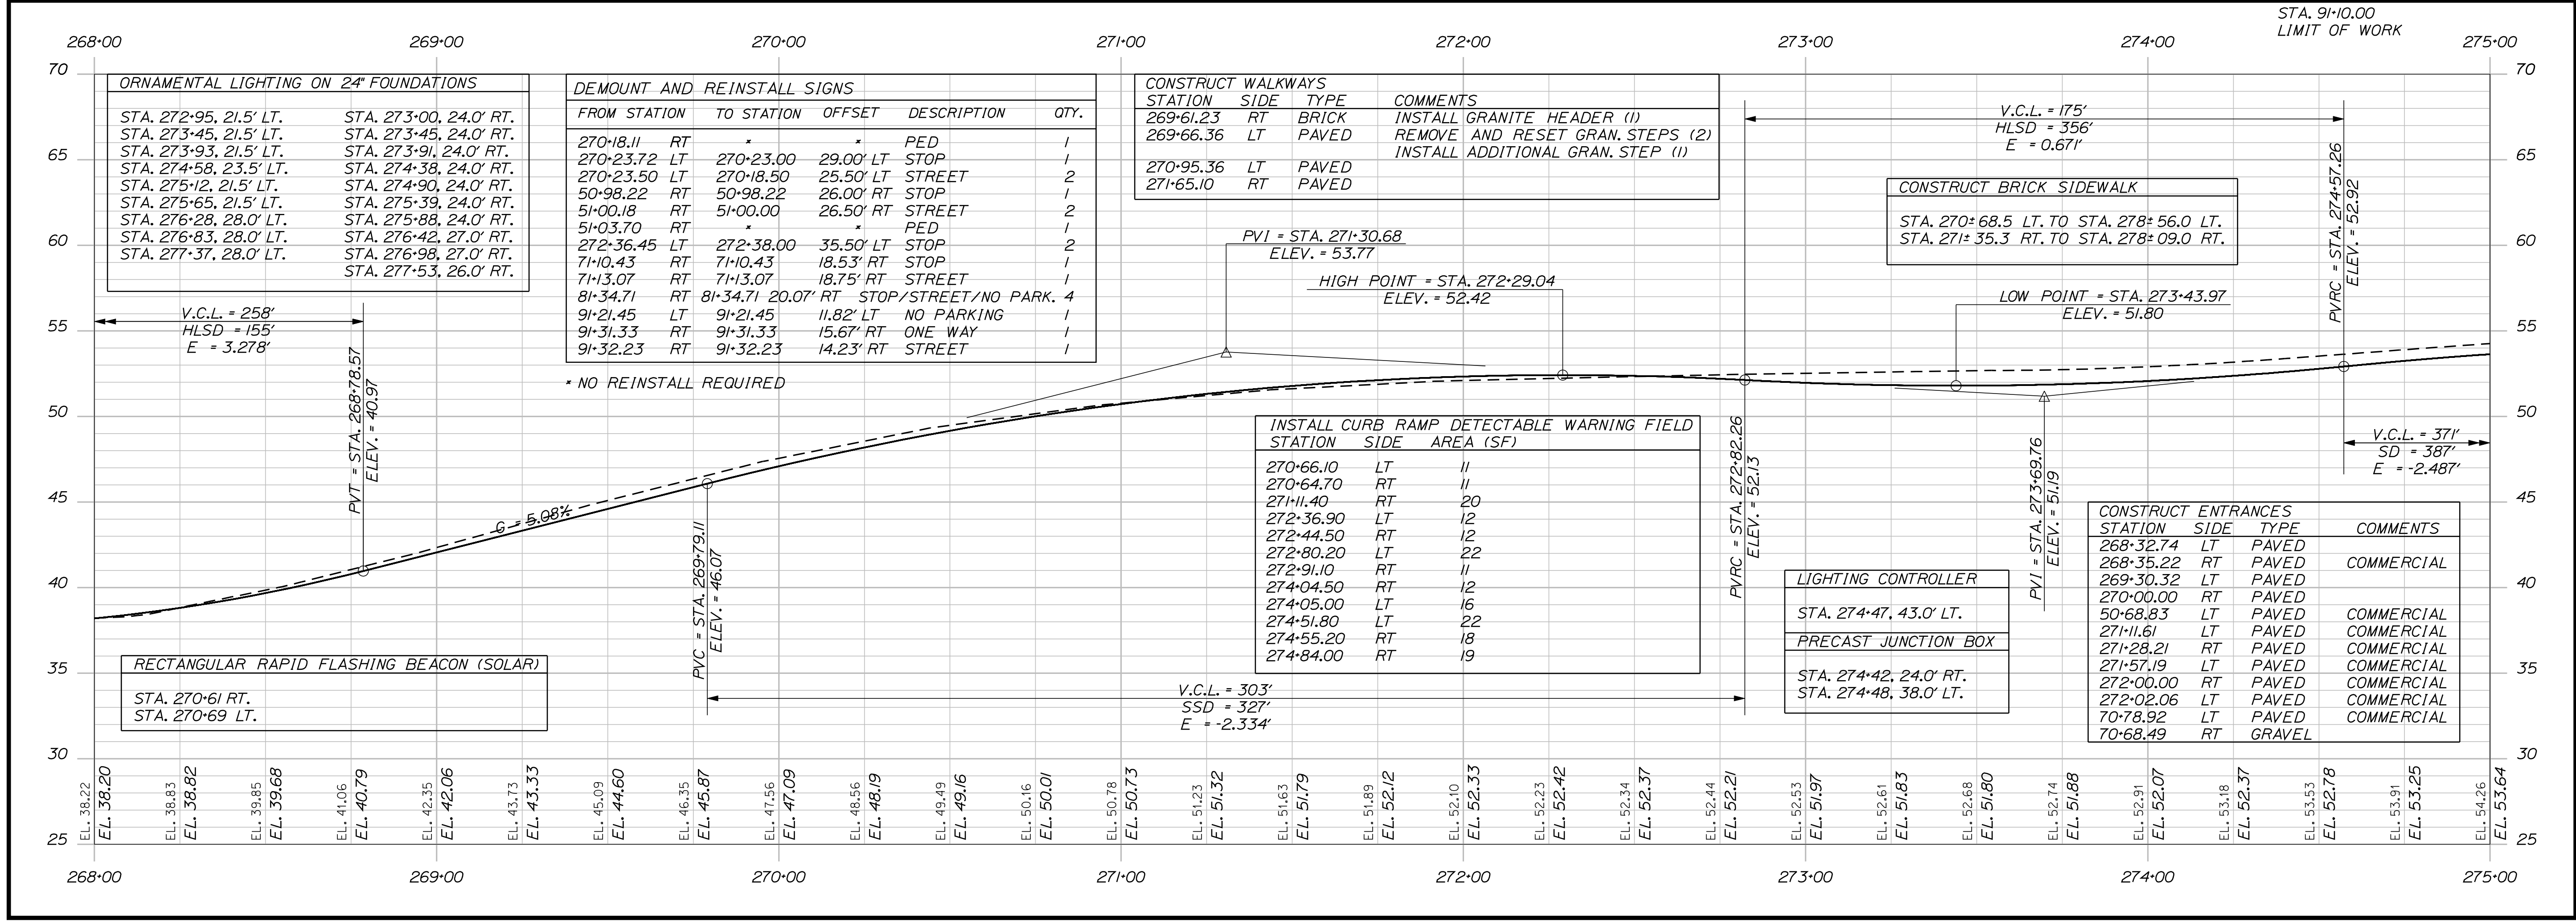 STA. 91+10.00
LIMIT OF WORK
268+00 269+00 270+00 271+00 272+00 273+00 274+00 275+00
70 70
65 65
60 60
55 55
50 50
45 45
40 40
35 35
30 30
25 25
ORNAMENTAL LIGHTING ON 24" FOUNDATIONS
STA. 272+95, 21.5' LT. STA. 273+00, 24.0' RT.
STA. 273+45, 21.5' LT. STA. 273+45, 24.0' RT.
STA. 273+93, 21.5' LT. STA. 273+91, 24.0' RT.
STA. 274+58, 23.5' LT. STA. 274+38, 24.0' RT.
STA. 275+12, 21.5' LT. STA. 274+90, 24.0' RT.
STA. 275+65, 21.5' LT. STA. 275+39, 24.0' RT.
STA. 276+28, 28.0' LT. STA. 275+88, 24.0' RT.
STA. 276+83, 28.0' LT. STA. 276+42, 27.0' RT.
STA. 277+37, 28.0' LT. STA. 276+98, 27.0' RT.
STA. 277+53, 26.0' RT.
DEMOUNT AND REINSTALL SIGNS
FROM STATION TO STATION OFFSET DESCRIPTION QTY.
270+18.11 RT * * PED 1
270+23.72 LT 270+23.00 29.00' LT STOP 1
270+23.50 LT 270+18.50 25.50' LT STREET 2
50+98.22 RT 50+98.22 26.00' RT STOP 1
51+00.18 RT 51+00.00 26.50' RT STREET 2
51+03.70 RT * * PED 1
272+36.45 LT 272+38.00 35.50' LT STOP 2
71+10.43 RT 71+10.43 18.53' RT STOP 1
71+13.07 RT 71+13.07 18.75' RT STREET 1
81+34.71 RT 81+34.71 20.07' RT STOP/STREET/NO PARK. 4
91+21.45 LT 91+21.45 11.82' LT NO PARKING 1
91+31.33 RT 91+31.33 15.67' RT ONE WAY 1
91+32.23 RT 91+32.23 14.23' RT STREET 1
* NO REINSTALL REQUIRED
CONSTRUCT WALKWAYS
STATION SIDE TYPE COMMENTS
269+61.23 RT BRICK INSTALL GRANITE HEADER (1)
269+66.36 LT PAVED REMOVE AND RESET GRAN. STEPS (2)
INSTALL ADDITIONAL GRAN. STEP (1)
270+95.36 LT PAVED
271+65.10 RT PAVED
V.C.L. = 175'
HLSD = 356'
E = 0.671'
CONSTRUCT BRICK SIDEWALK
STA. 270± 68.5 LT. TO STA. 278± 56.0 LT.
STA. 271± 35.3 RT. TO STA. 278± 09.0 RT.
PVRC = STA. 274+57.26
ELEV. = 52.92
PVI = STA. 271+30.68
ELEV. = 53.77
HIGH POINT = STA. 272+29.04
ELEV. = 52.42
LOW POINT = STA. 273+43.97
ELEV. = 51.80
V.C.L. = 258'
HLSD = 155'
E = 3.278'
PVT = STA. 268+78.57
ELEV. = 40.97
G = 5.08%
PVC = STA. 269+79.11
ELEV. = 46.07
INSTALL CURB RAMP DETECTABLE WARNING FIELD
STATION SIDE AREA (SF)
270+66.10 LT 11
270+64.70 RT 11
271+11.40 RT 20
272+36.90 LT 12
272+44.50 RT 12
272+80.20 LT 22
272+91.10 RT 11
274+04.50 RT 12
274+05.00 LT 16
274+51.80 LT 22
274+55.20 RT 18
274+84.00 RT 19
PVRC = STA. 272+82.26
ELEV. = 52.13
PVI = STA. 273+69.76
ELEV. = 51.19
V.C.L. = 371'
SD = 387'
E = -2.487'
CONSTRUCT ENTRANCES
STATION SIDE TYPE COMMENTS
268+32.74 LT PAVED
268+35.22 RT PAVED COMMERCIAL
269+30.32 LT PAVED
270+00.00 RT PAVED
50+68.83 LT PAVED COMMERCIAL
271+11.61 LT PAVED COMMERCIAL
271+28.21 RT PAVED COMMERCIAL
271+57.19 LT PAVED COMMERCIAL
272+00.00 RT PAVED COMMERCIAL
272+02.06 LT PAVED COMMERCIAL
70+78.92 LT PAVED COMMERCIAL
70+68.49 RT GRAVEL
LIGHTING CONTROLLER
STA. 274+47, 43.0' LT.
PRECAST JUNCTION BOX
STA. 274+42, 24.0' RT.
STA. 274+48, 38.0' LT.
RECTANGULAR RAPID FLASHING BEACON (SOLAR)
STA. 270+61 RT.
STA. 270+69 LT.
V.C.L. = 303'
SSD = 327'
E = -2.334'
EL. 38.22
EL. 38.20
EL. 38.83
EL. 38.82
EL. 39.85
EL. 39.68
EL. 41.06
EL. 40.79
EL. 42.35
EL. 42.06
EL. 43.73
EL. 43.33
EL. 45.09
EL. 44.60
EL. 46.35
EL. 45.87
EL. 47.56
EL. 47.09
EL. 48.56
EL. 48.19
EL. 49.49
EL. 49.16
EL. 50.16
EL. 50.01
EL. 50.78
EL. 50.73
EL. 51.23
EL. 51.32
EL. 51.63
EL. 51.79
EL. 51.89
EL. 52.12
EL. 52.10
EL. 52.33
EL. 52.23
EL. 52.42
EL. 52.34
EL. 52.37
EL. 52.44
EL. 52.21
EL. 52.53
EL. 51.97
EL. 52.61
EL. 51.83
EL. 52.68
EL. 51.80
EL. 52.74
EL. 51.88
EL. 52.91
EL. 52.07
EL. 53.18
EL. 52.37
EL. 53.53
EL. 52.78
EL. 53.91
EL. 53.25
EL. 54.26
EL. 53.64
268+00 269+00 270+00 271+00 272+00 273+00 274+00 275+00